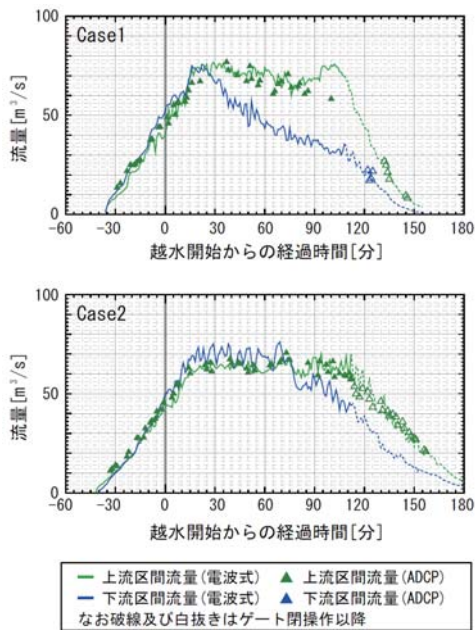 Case1
100
50
0
流量[m³/s]
-60 -30 0 30 60 90 120 150 180
越水開始からの経過時間[分]
Case2
100
50
0
流量[m³/s]
-60 -30 0 30 60 90 120 150 180
越水開始からの経過時間[分]
上流区間流量(電波式) 上流区間流量(ADCP)
下流区間流量(電波式) 下流区間流量(ADCP)
なお破線及び白抜きはゲート閉操作以降